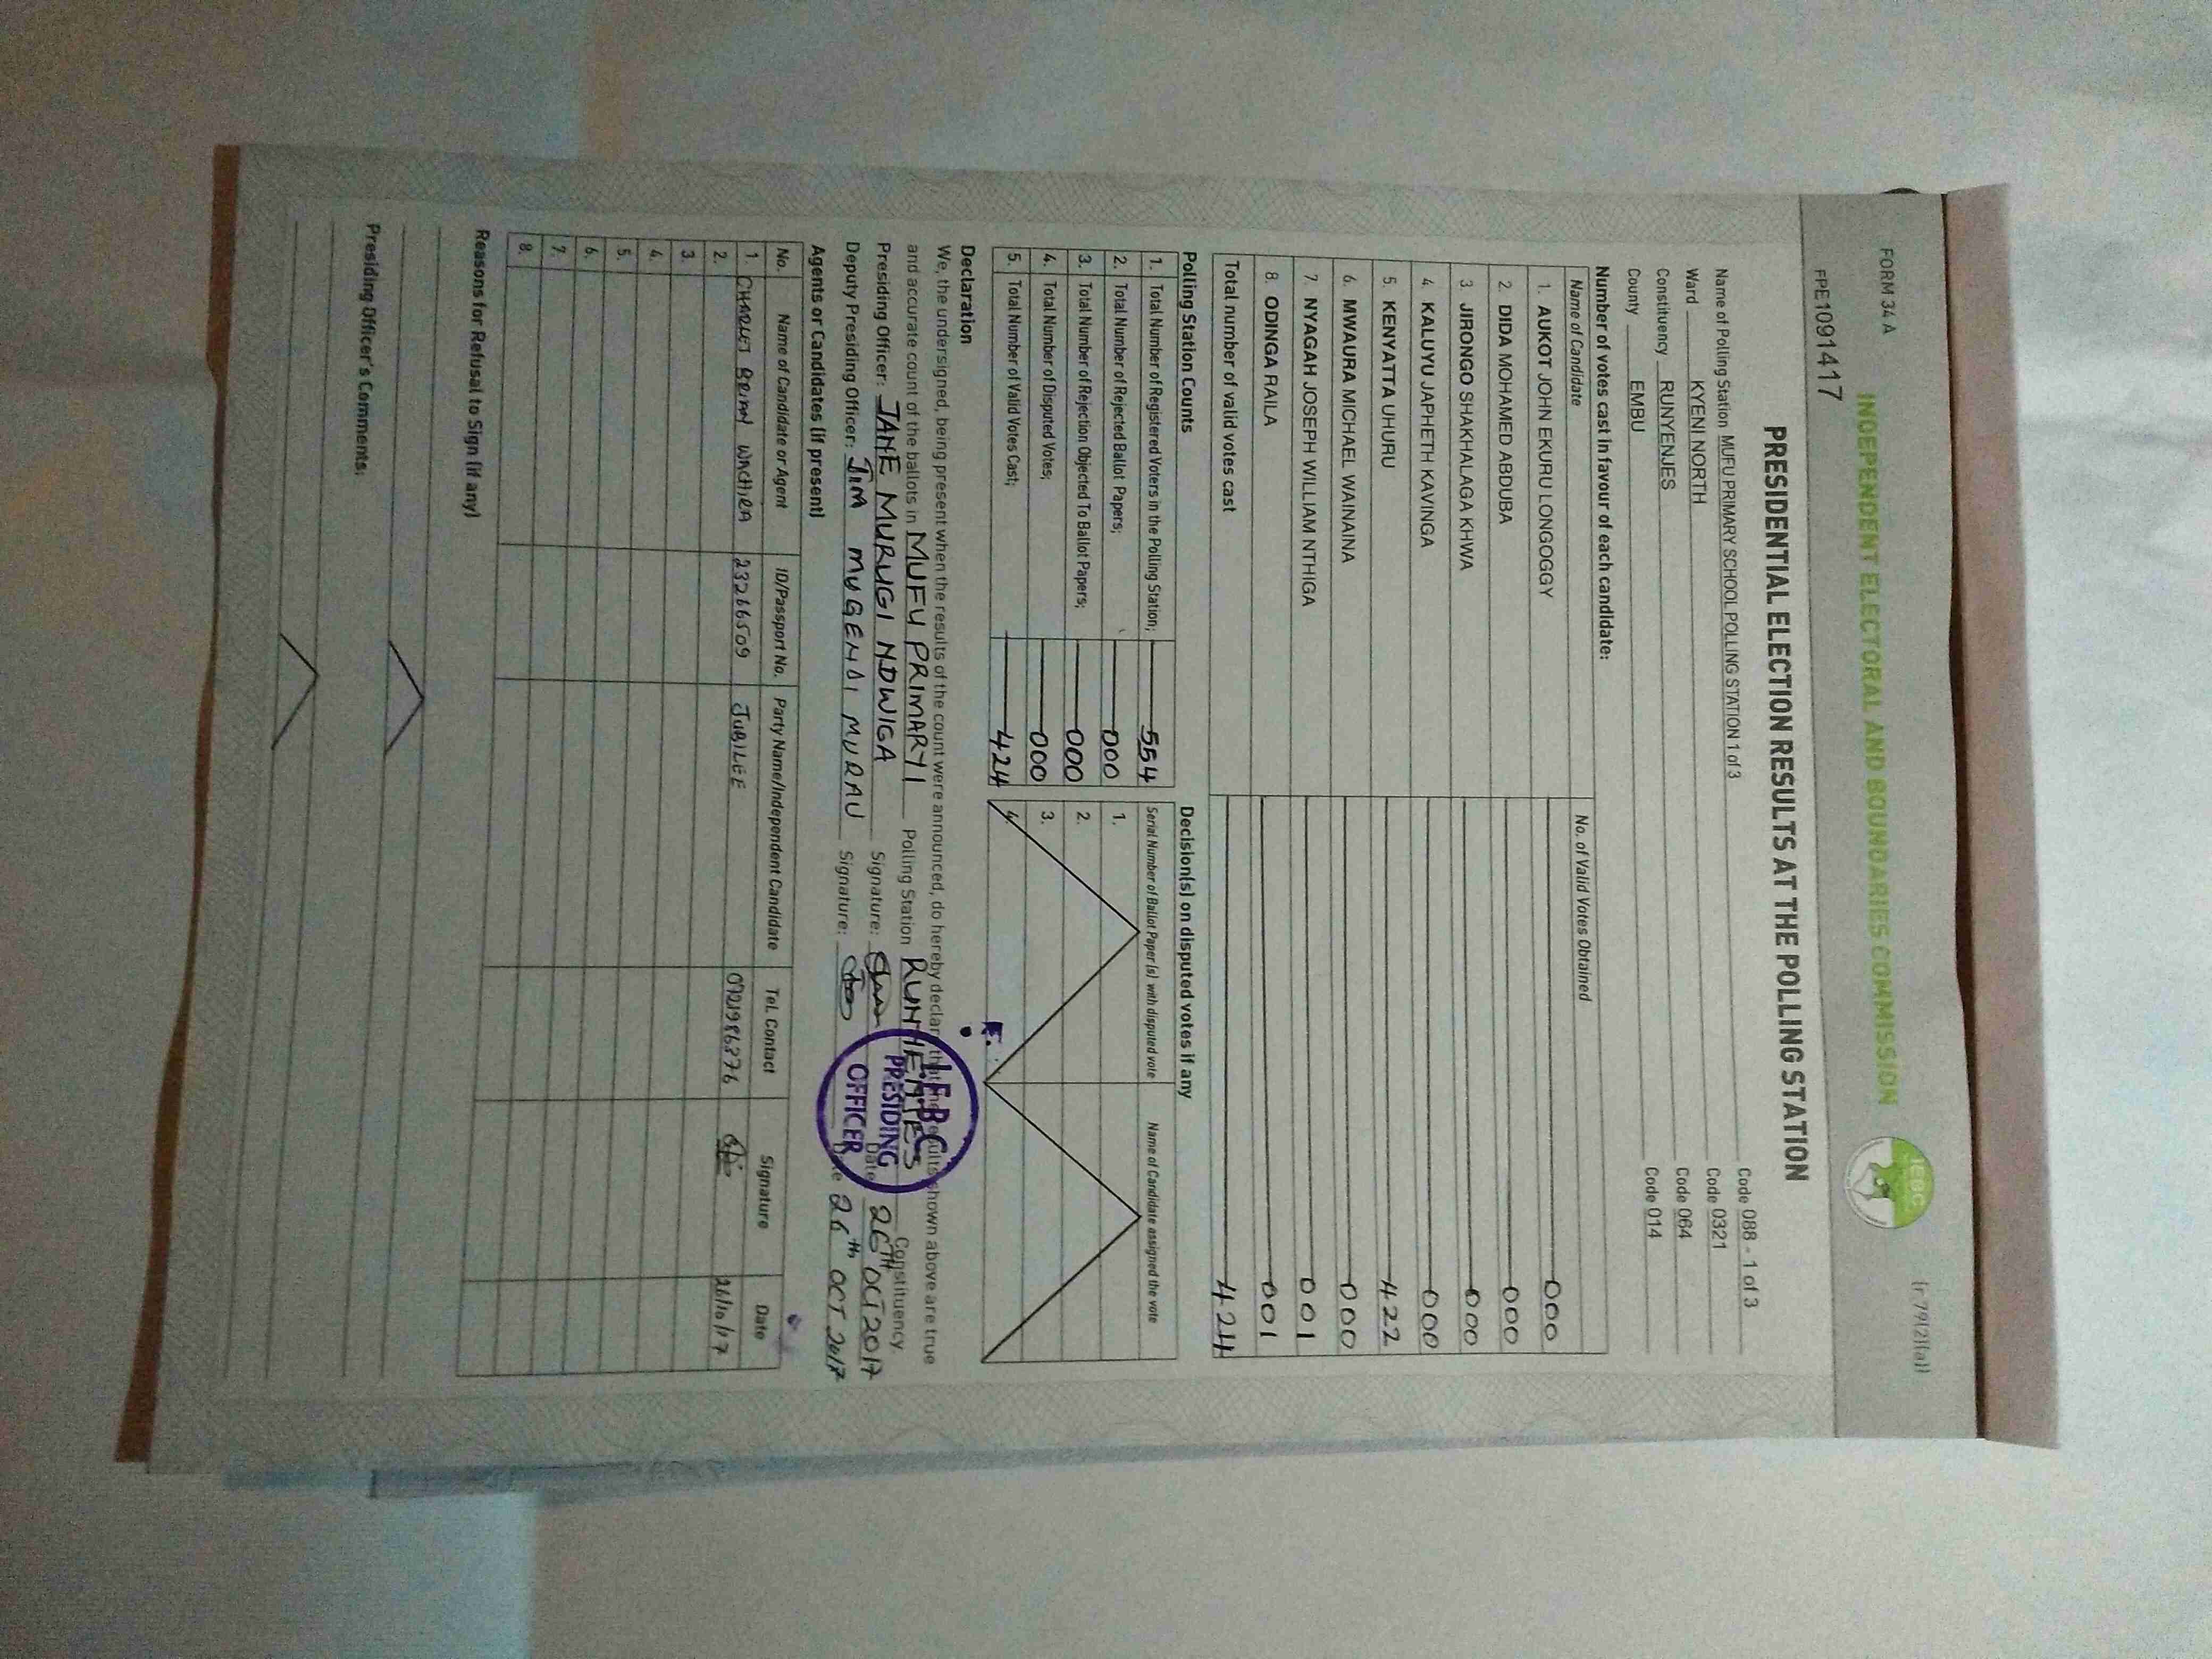 FORM 34 A
(r 79(2)(a))
INDEPENDENT ELECTORAL AND BOUNDARIES COMMISSION
IEBC
FPE1091417
PRESIDENTIAL ELECTION RESULTS AT THE POLLING STATION
Name of Polling Station MUFU PRIMARY SCHOOL POLLING STATION 1 of 3 Code 088 - 1 of 3
Ward KYENI NORTH Code 0321
Constituency RUNYENJES Code 064
County EMBU Code 014
Number of votes cast in favour of each candidate:
Name of Candidate No. of Valid Votes Obtained
1. AUKOT JOHN EKURU LONGOGGY 000
2. DIDA MOHAMED ABDUBA 000
3. JIRONGO SHAKHALAGA KHWA 000
4. KALUYU JAPHETH KAVINGA 000
5. KENYATTA UHURU 422
6. MWAURA MICHAEL WAINAINA 000
7. NYAGAH JOSEPH WILLIAM NTHIGA 001
8. ODINGA RAILA 001
Total number of valid votes cast 424
Polling Station Counts
1. Total Number of Registered Voters in the Polling Station; 554
2. Total Number of Rejected Ballot Papers; 000
3. Total Number of Rejection Objected To Ballot Papers; 000
4. Total Number of Disputed Votes; 000
5. Total Number of Valid Votes Cast; 424
Decision(s) on disputed votes if any
Serial Number of Ballot Paper (s) with disputed vote Name of Candidate assigned the vote
1.
2.
3.
4.
Declaration
We, the undersigned, being present when the results of the count were announced, do hereby declare that the results shown above are true
and accurate count of the ballots in MUFU PRIMARY 1 Polling Station Constituency
Presiding Officer: JANE MURUGI NDWIGA Signature: Date 26TH OCT 2017
Deputy Presiding Officer: JIM MUGENDI MURAU Signature: Date 26th OCT 2017
I.E.B.C
PRESIDING
OFFICER
Agents or Candidates (if present)
No. Name of Candidate or Agent ID/Passport No. Party Name/Independent Candidate Tel. Contact Signature Date
1. CHARLES BRIAN WACHIRA 23266509 JUBILEE 0721986376 26/10/17
2.
3.
4.
5.
6.
7.
8.
Reasons for Refusal to Sign (if any)
Presiding Officer's Comments;